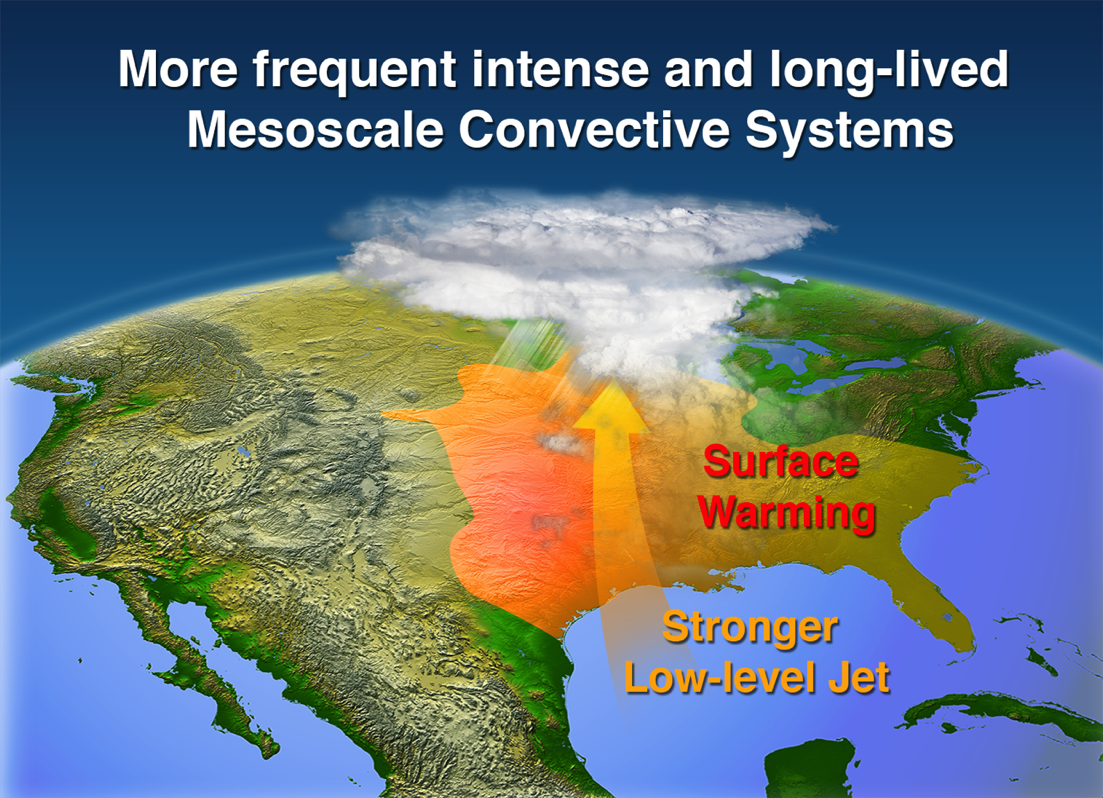 More frequent intense and long-lived
Mesoscale Convective Systems
Surface
Warming
Stronger
Low-level Jet